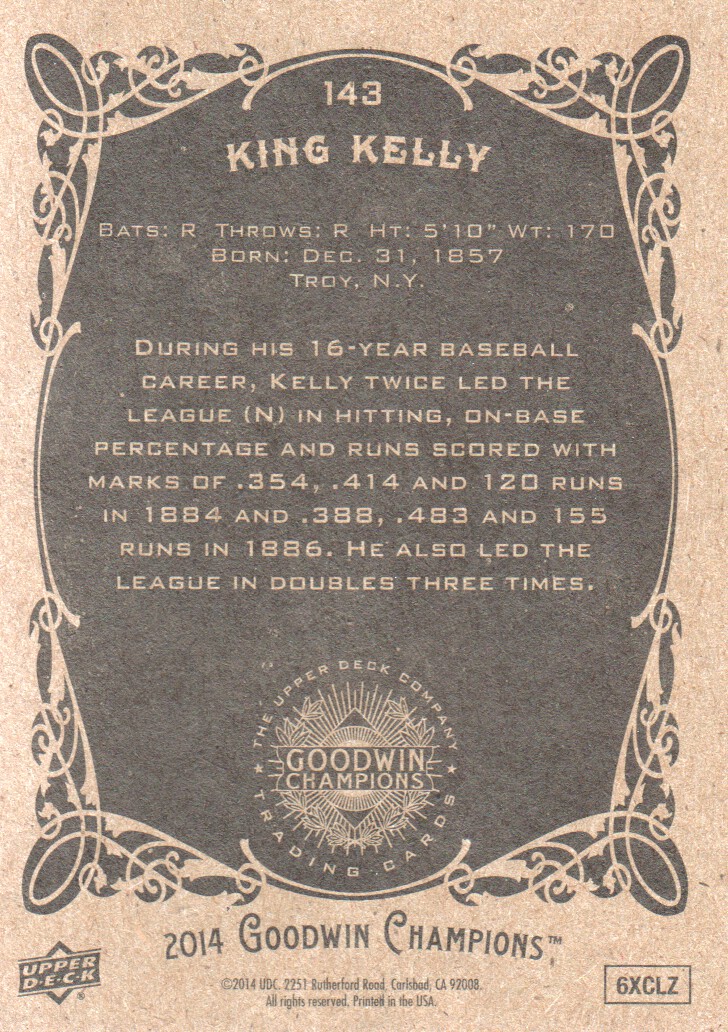 143
KING KELLY
BATS: R THROWS: R HT: 5'10" WT: 170
BORN: DEC. 31, 1857
TROY, N.Y.
DURING HIS 16-YEAR BASEBALL
CAREER, KELLY TWICE LED THE
LEAGUE (N) IN HITTING, ON-BASE
PERCENTAGE AND RUNS SCORED WITH
MARKS OF .354, .414 AND 120 RUNS
IN 1884 AND .388, .483 AND 155
RUNS IN 1886. HE ALSO LED THE
LEAGUE IN DOUBLES THREE TIMES.
THE UPPER DECK COMPANY
GOODWIN
CHAMPIONS
TRADING CARDS
2014 GOODWIN CHAMPIONS™
UPPER
D·E·C·K®
©2014 UDC. 2251 Rutherford Road, Carlsbad, CA 92008.
All rights reserved. Printed in the USA.
6XCLZ